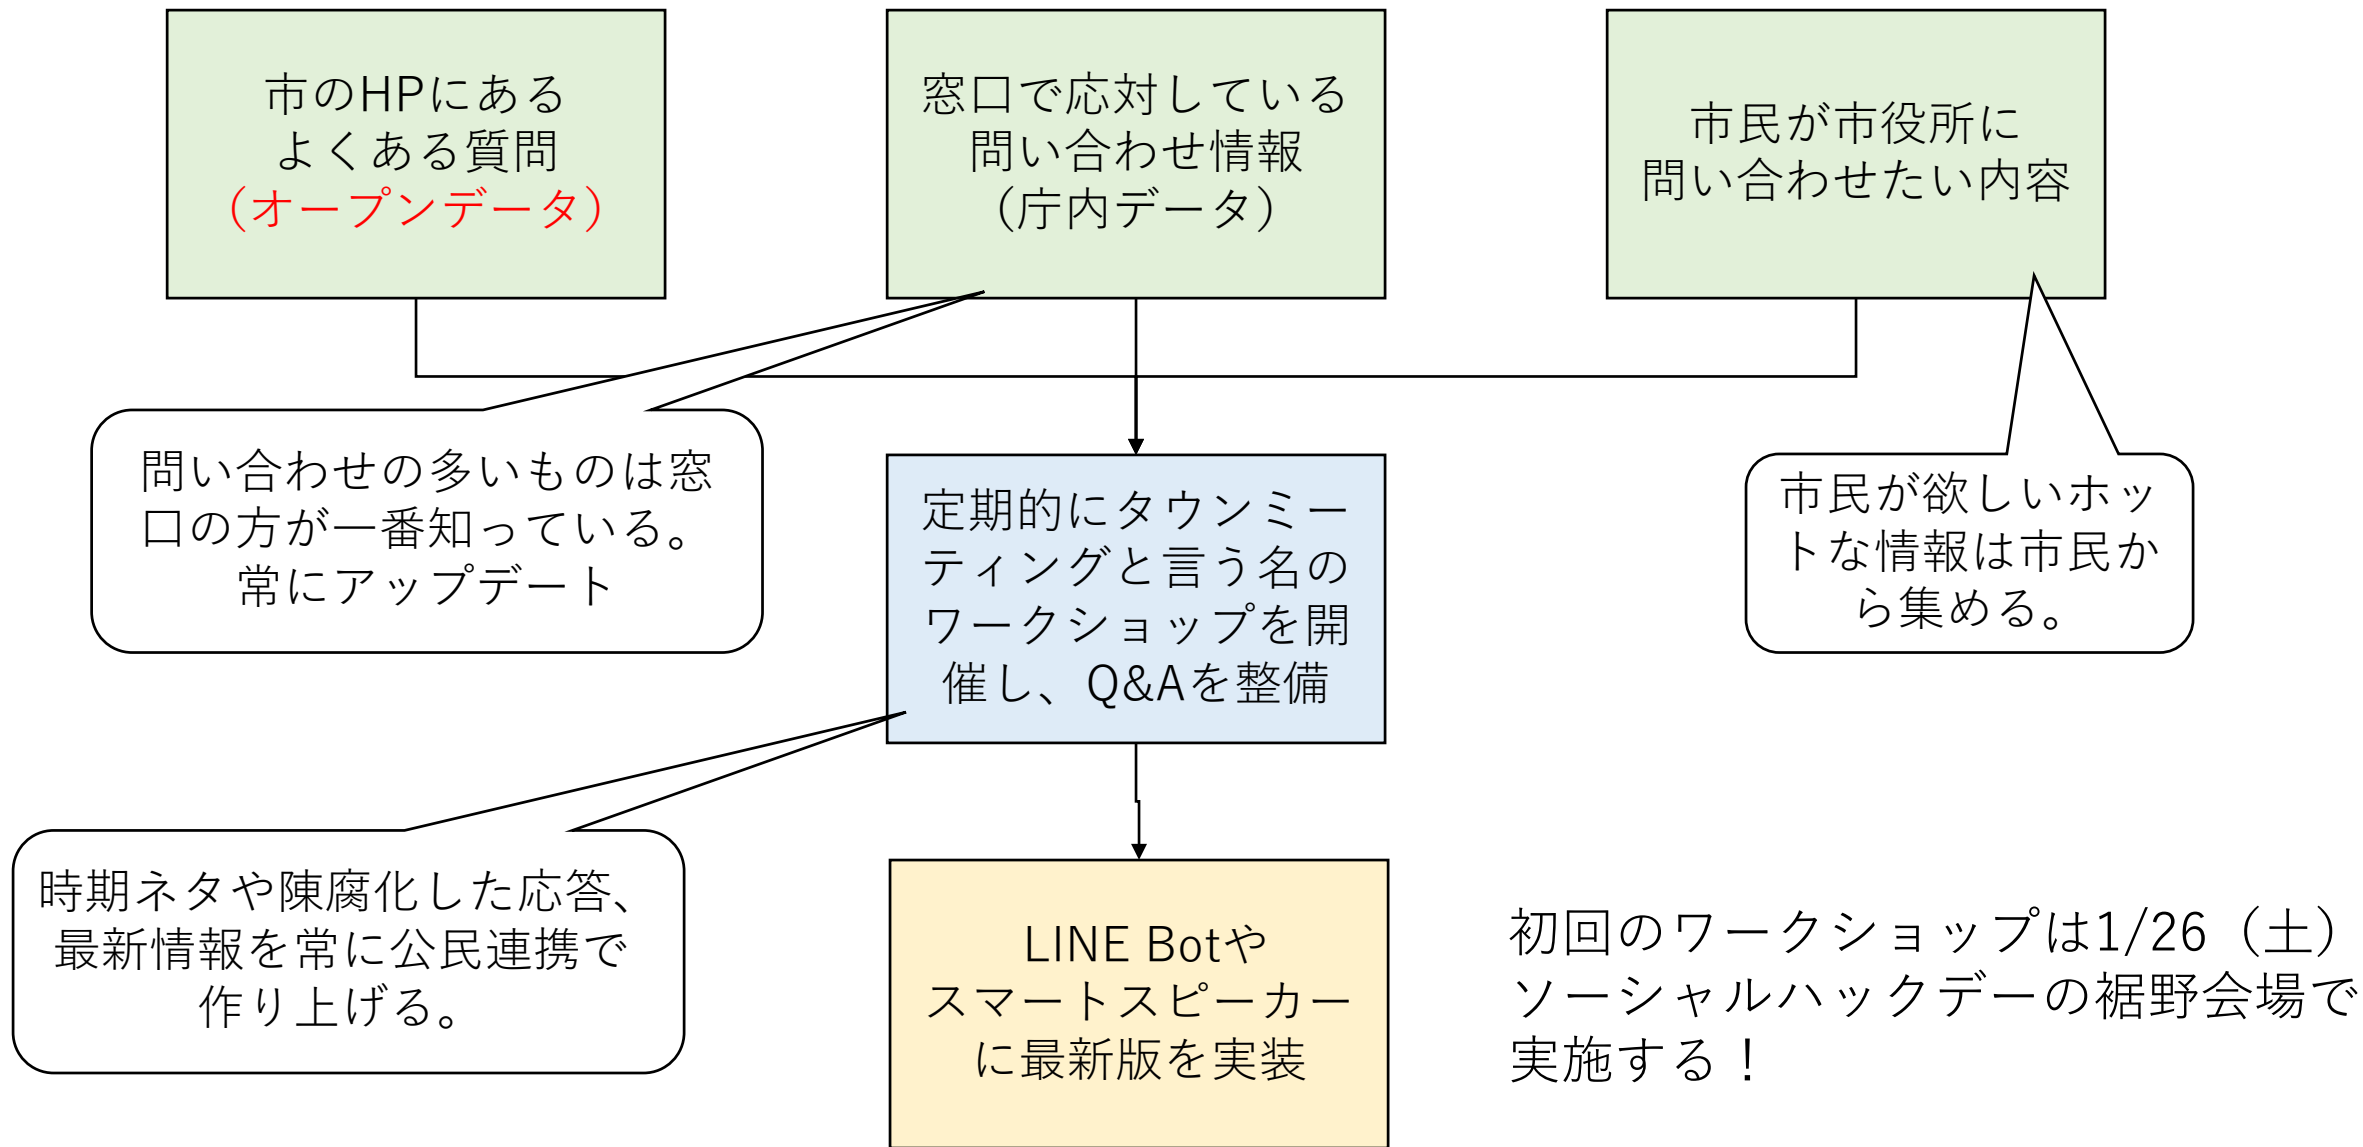 市のHPにある
よくある質問
（オープンデータ）
窓口で応対している
問い合わせ情報
（庁内データ）
市民が市役所に
問い合わせたい内容
問い合わせの多いものは窓
口の方が一番知っている。
常にアップデート
定期的にタウンミー
ティングと言う名の
ワークショップを開
催し、Q&Aを整備
市民が欲しいホッ
トな情報は市民か
ら集める。
時期ネタや陳腐化した応答、
最新情報を常に公民連携で
作り上げる。
LINE Botや
スマートスピーカー
に最新版を実装
初回のワークショップは1/26（土）
ソーシャルハックデーの裾野会場で
実施する！